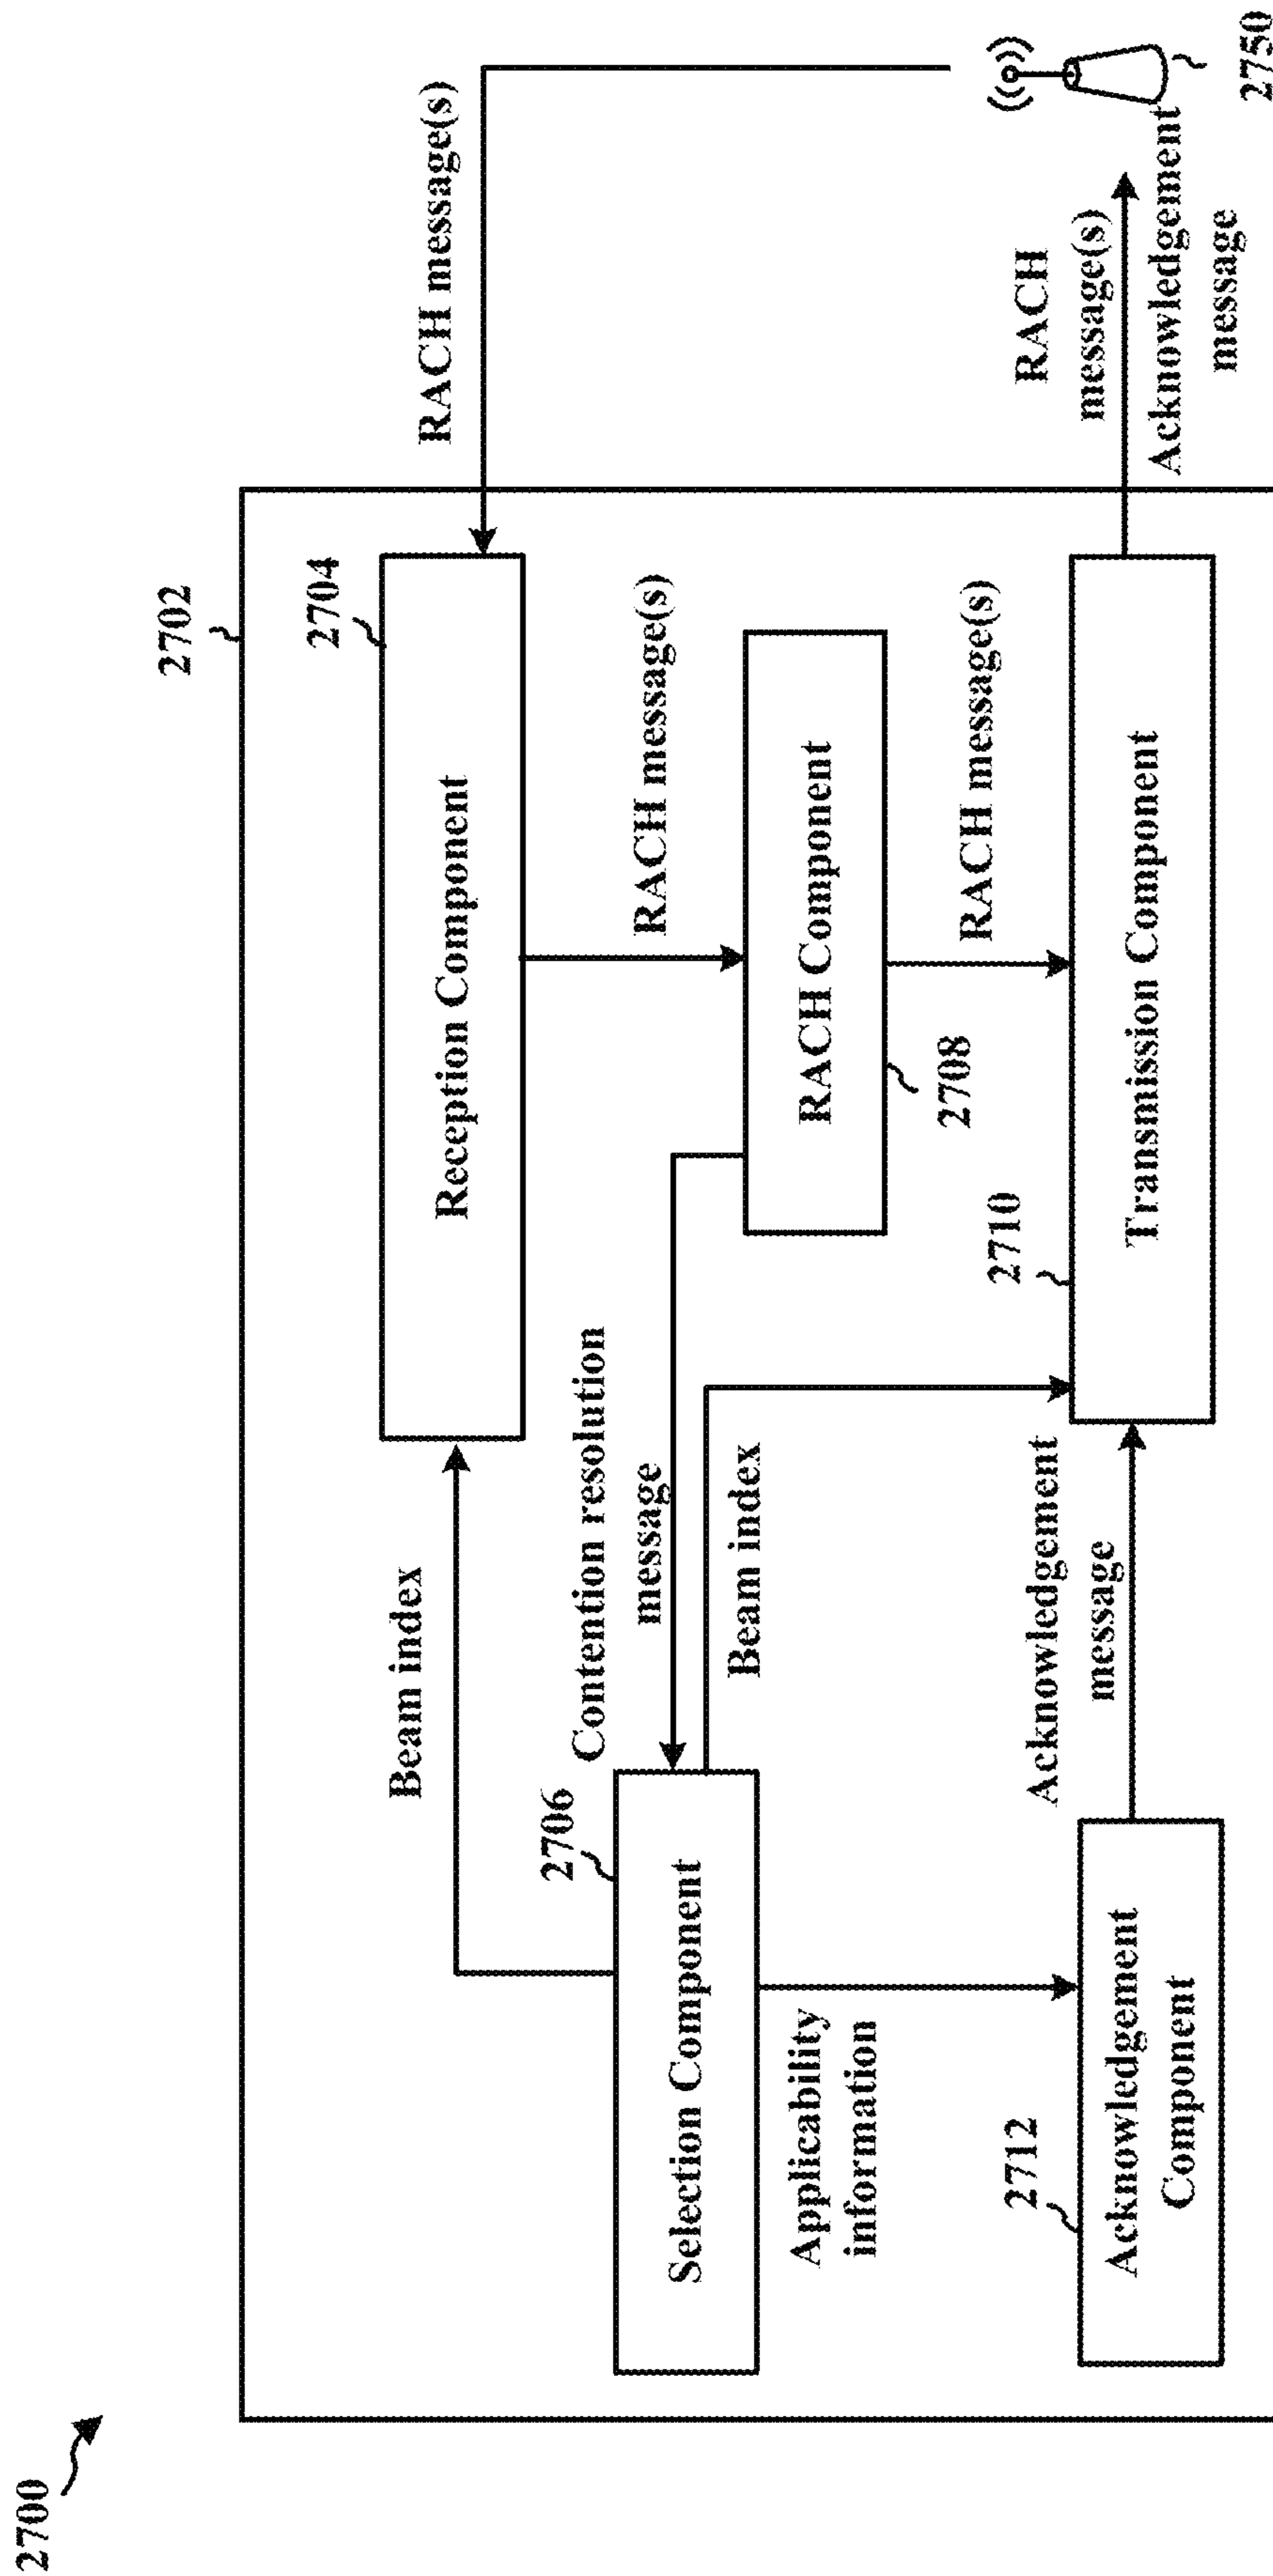 2700
2702
2704
Reception Component
RACH message(s)
Beam index
2706
Selection Component
Contention resolution
message
Beam index
RACH message(s)
RACH Component
2708
RACH message(s)
Applicability
information
2712
Acknowledgement
Component
Acknowledgement
message
2710
Transmission Component
RACH
message(s)
Acknowledgement
message
2750